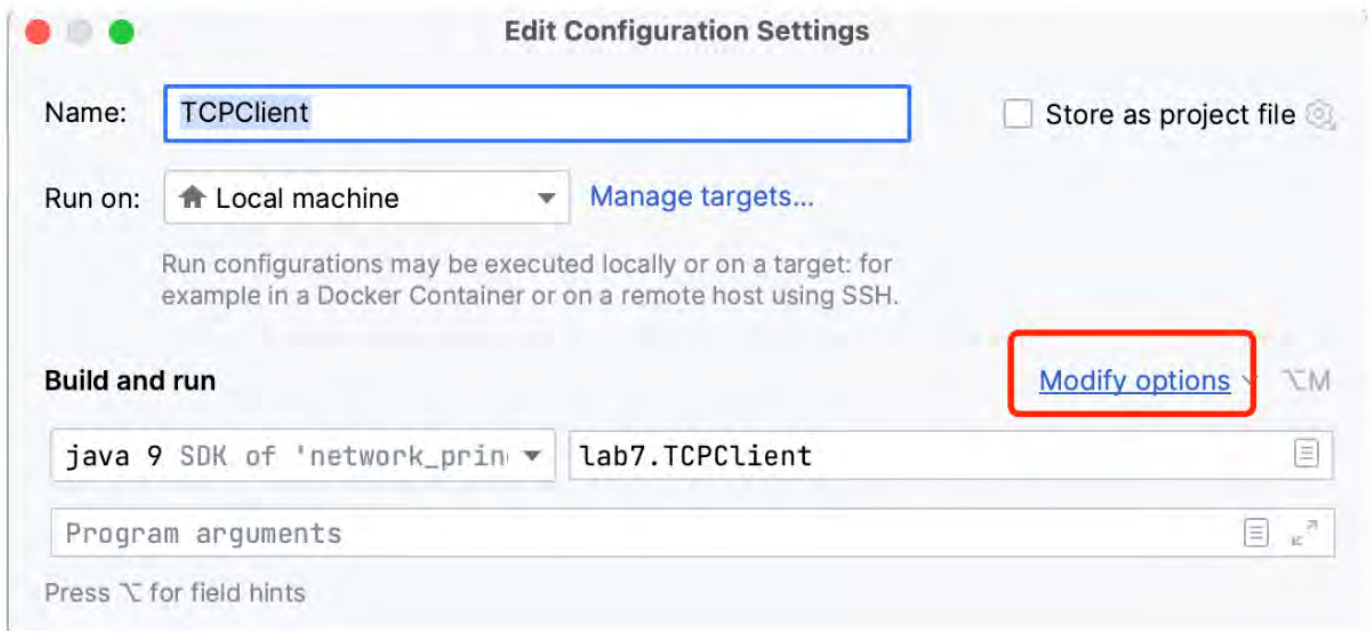 Edit Configuration Settings
Name: TCPClient Store as project file
Run on: Local machine Manage targets...
Run configurations may be executed locally or on a target: for
example in a Docker Container or on a remote host using SSH.
Build and run Modify options ⌥M
java 9 SDK of 'network_prin lab7.TCPClient
Program arguments
Press ⌥ for field hints